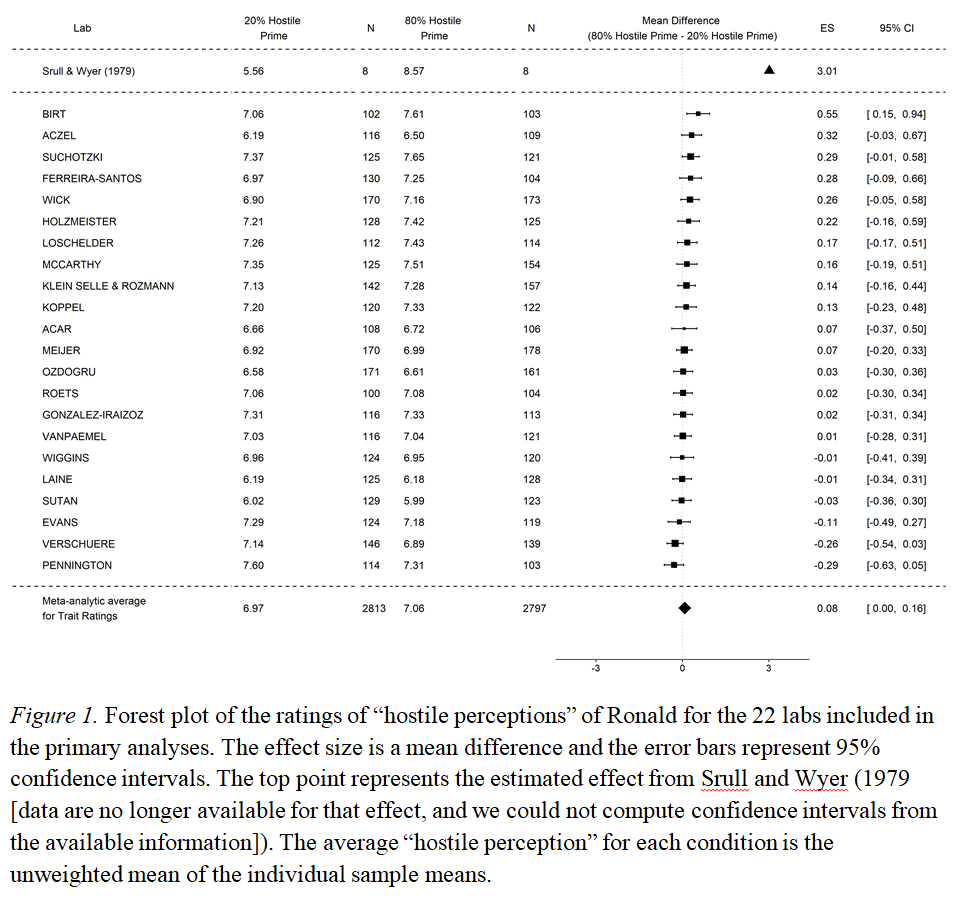 Lab 20% Hostile Prime N 80% Hostile Prime N Mean Difference (80% Hostile Prime - 20% Hostile Prime) ES 95% CI
Srull & Wyer (1979) 5.56 8 8.57 8 3.01
BIRT 7.06 102 7.61 103 0.55 [ 0.15, 0.94]
ACZEL 6.19 116 6.50 109 0.32 [-0.03, 0.67]
SUCHOTZKI 7.37 125 7.65 121 0.29 [-0.01, 0.58]
FERREIRA-SANTOS 6.97 130 7.25 104 0.28 [-0.09, 0.66]
WICK 6.90 170 7.16 173 0.26 [-0.05, 0.58]
HOLZMEISTER 7.21 128 7.42 125 0.22 [-0.16, 0.59]
LOSCHELDER 7.26 112 7.43 114 0.17 [-0.17, 0.51]
MCCARTHY 7.35 125 7.51 154 0.16 [-0.19, 0.51]
KLEIN SELLE & ROZMANN 7.13 142 7.28 157 0.14 [-0.16, 0.44]
KOPPEL 7.20 120 7.33 122 0.13 [-0.23, 0.48]
ACAR 6.66 108 6.72 106 0.07 [-0.37, 0.50]
MEIJER 6.92 170 6.99 178 0.07 [-0.20, 0.33]
OZDOGRU 6.58 171 6.61 161 0.03 [-0.30, 0.36]
ROETS 7.06 100 7.08 104 0.02 [-0.30, 0.34]
GONZALEZ-IRAIZOZ 7.31 116 7.33 113 0.02 [-0.31, 0.34]
VANPAEMEL 7.03 116 7.04 121 0.01 [-0.28, 0.31]
WIGGINS 6.96 124 6.95 120 -0.01 [-0.41, 0.39]
LAINE 6.19 125 6.18 128 -0.01 [-0.34, 0.31]
SUTAN 6.02 129 5.99 123 -0.03 [-0.36, 0.30]
EVANS 7.29 124 7.18 119 -0.11 [-0.49, 0.27]
VERSCHUERE 7.14 146 6.89 139 -0.26 [-0.54, 0.03]
PENNINGTON 7.60 114 7.31 103 -0.29 [-0.63, 0.05]
Meta-analytic average for Trait Ratings 6.97 2813 7.06 2797 0.08 [ 0.00, 0.16]
-3 0 3
Figure 1. Forest plot of the ratings of “hostile perceptions” of Ronald for the 22 labs included in
the primary analyses. The effect size is a mean difference and the error bars represent 95%
confidence intervals. The top point represents the estimated effect from Srull and Wyer (1979
[data are no longer available for that effect, and we could not compute confidence intervals from
the available information]). The average “hostile perception” for each condition is the
unweighted mean of the individual sample means.